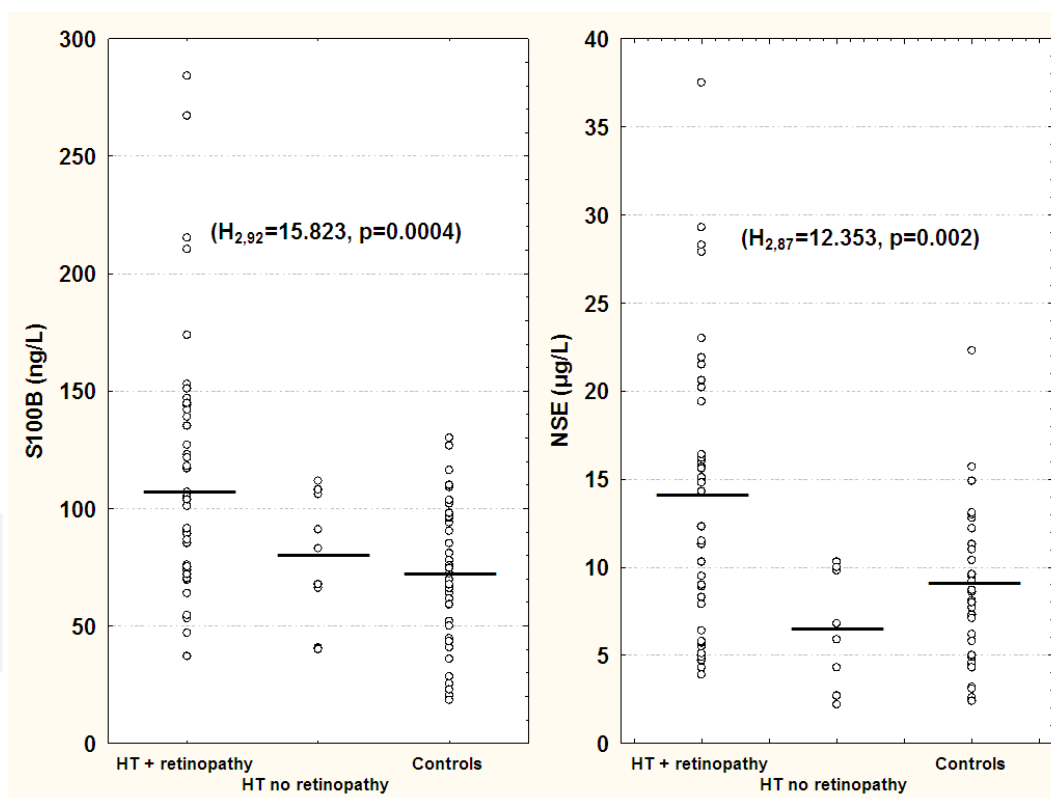 S100B (ng/L)
300
250
200
150
100
50
0
(H2,92=15.823, p=0.0004)
HT + retinopathy
HT no retinopathy
Controls
NSE (µg/L)
40
35
30
25
20
15
10
5
0
(H2,87=12.353, p=0.002)
HT + retinopathy
HT no retinopathy
Controls